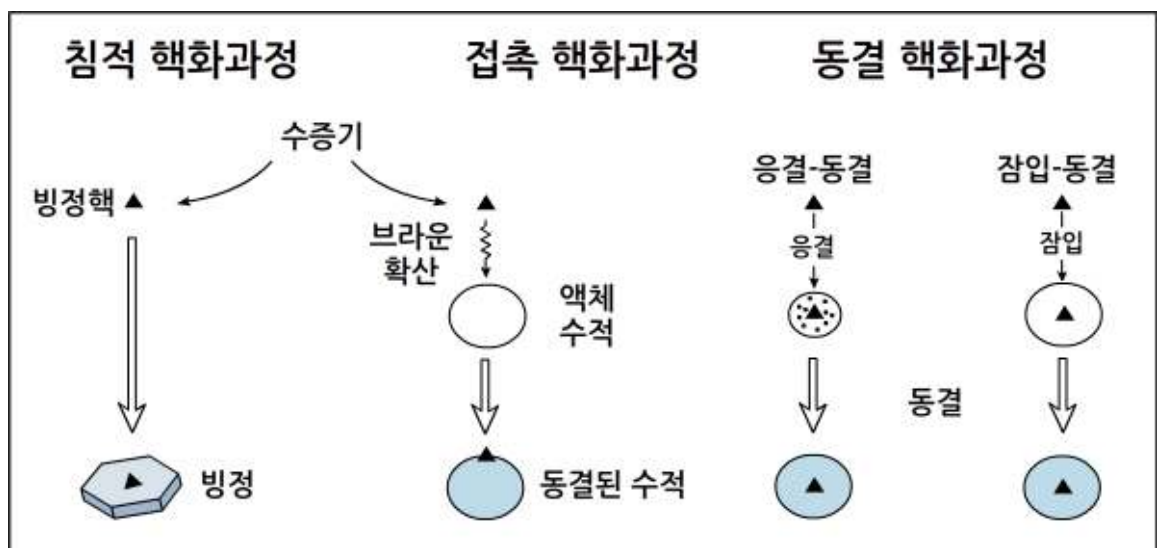 침적 핵화과정
접촉 핵화과정
동결 핵화과정
수증기
빙정핵
브라운
확산
액체
수적
응결-동결
응결
잠입-동결
잠입
동결
빙정
동결된 수적